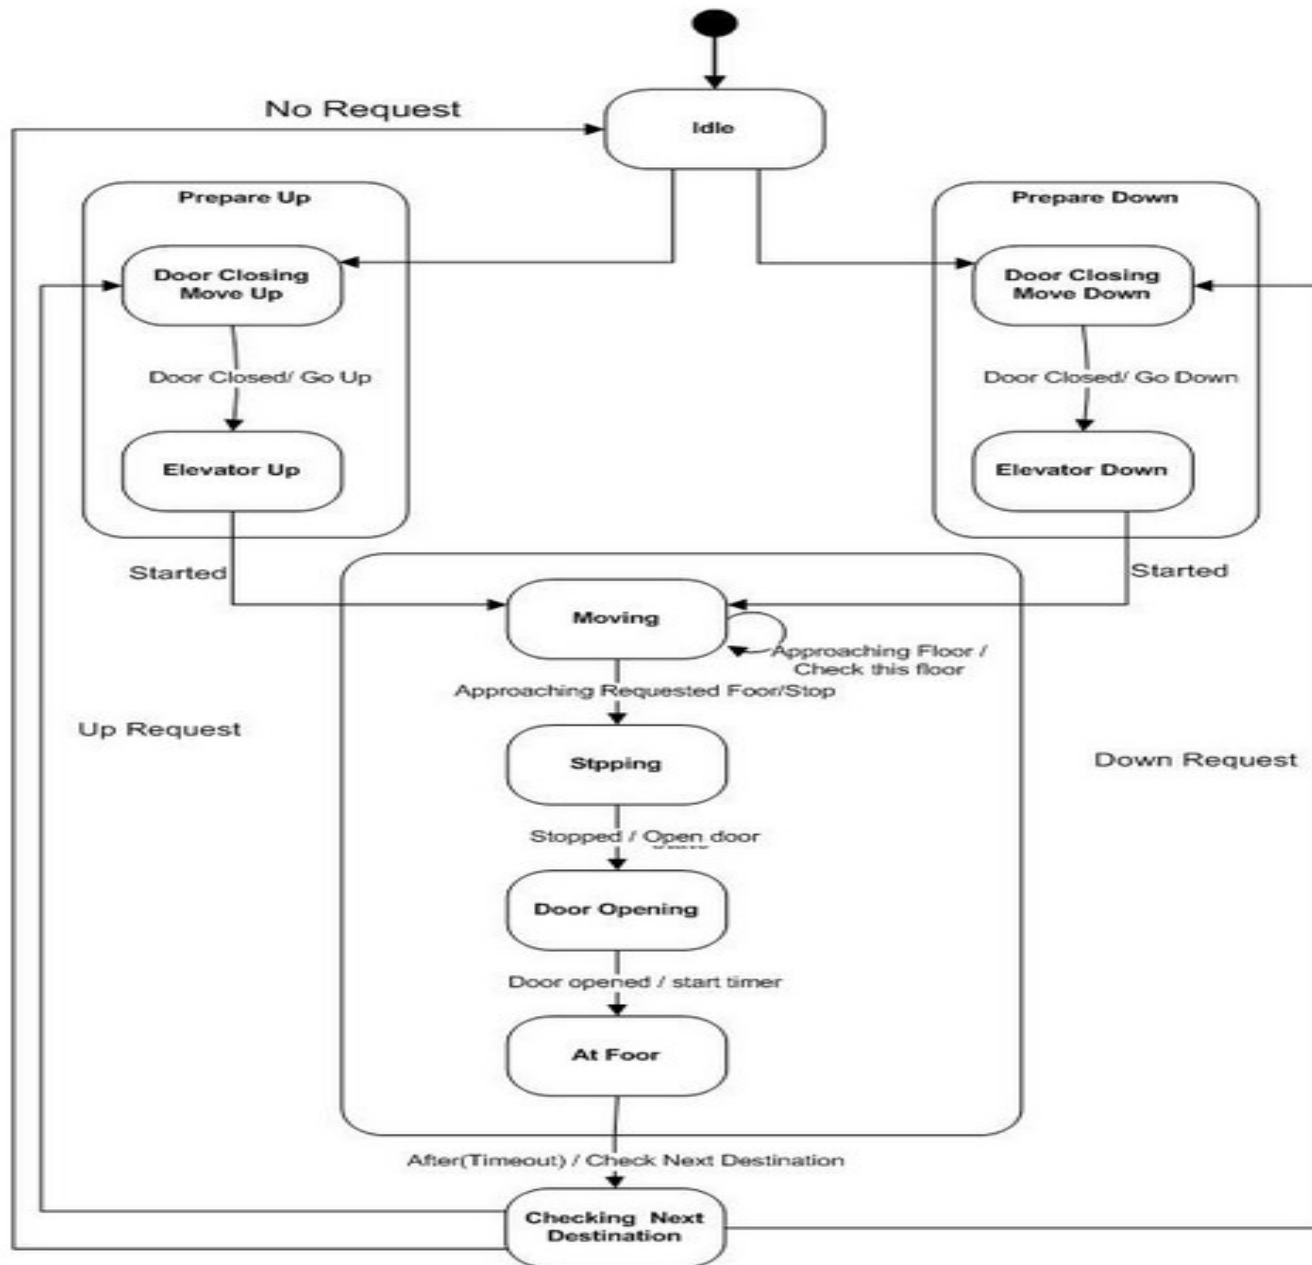 No Request
Idle
Prepare Up
Prepare Down
Door Closing
Move Up
Door Closing
Move Down
Door Closed/ Go Up
Door Closed/ Go Down
Elevator Up
Elevator Down
Started
Started
Moving
Approaching Floor /
Check this floor
Approaching Requested Foor/Stop
Up Request
Stpping
Down Request
Stopped / Open door
Door Opening
Door opened / start timer
At Foor
After(Timeout) / Check Next Destination
Checking Next
Destination